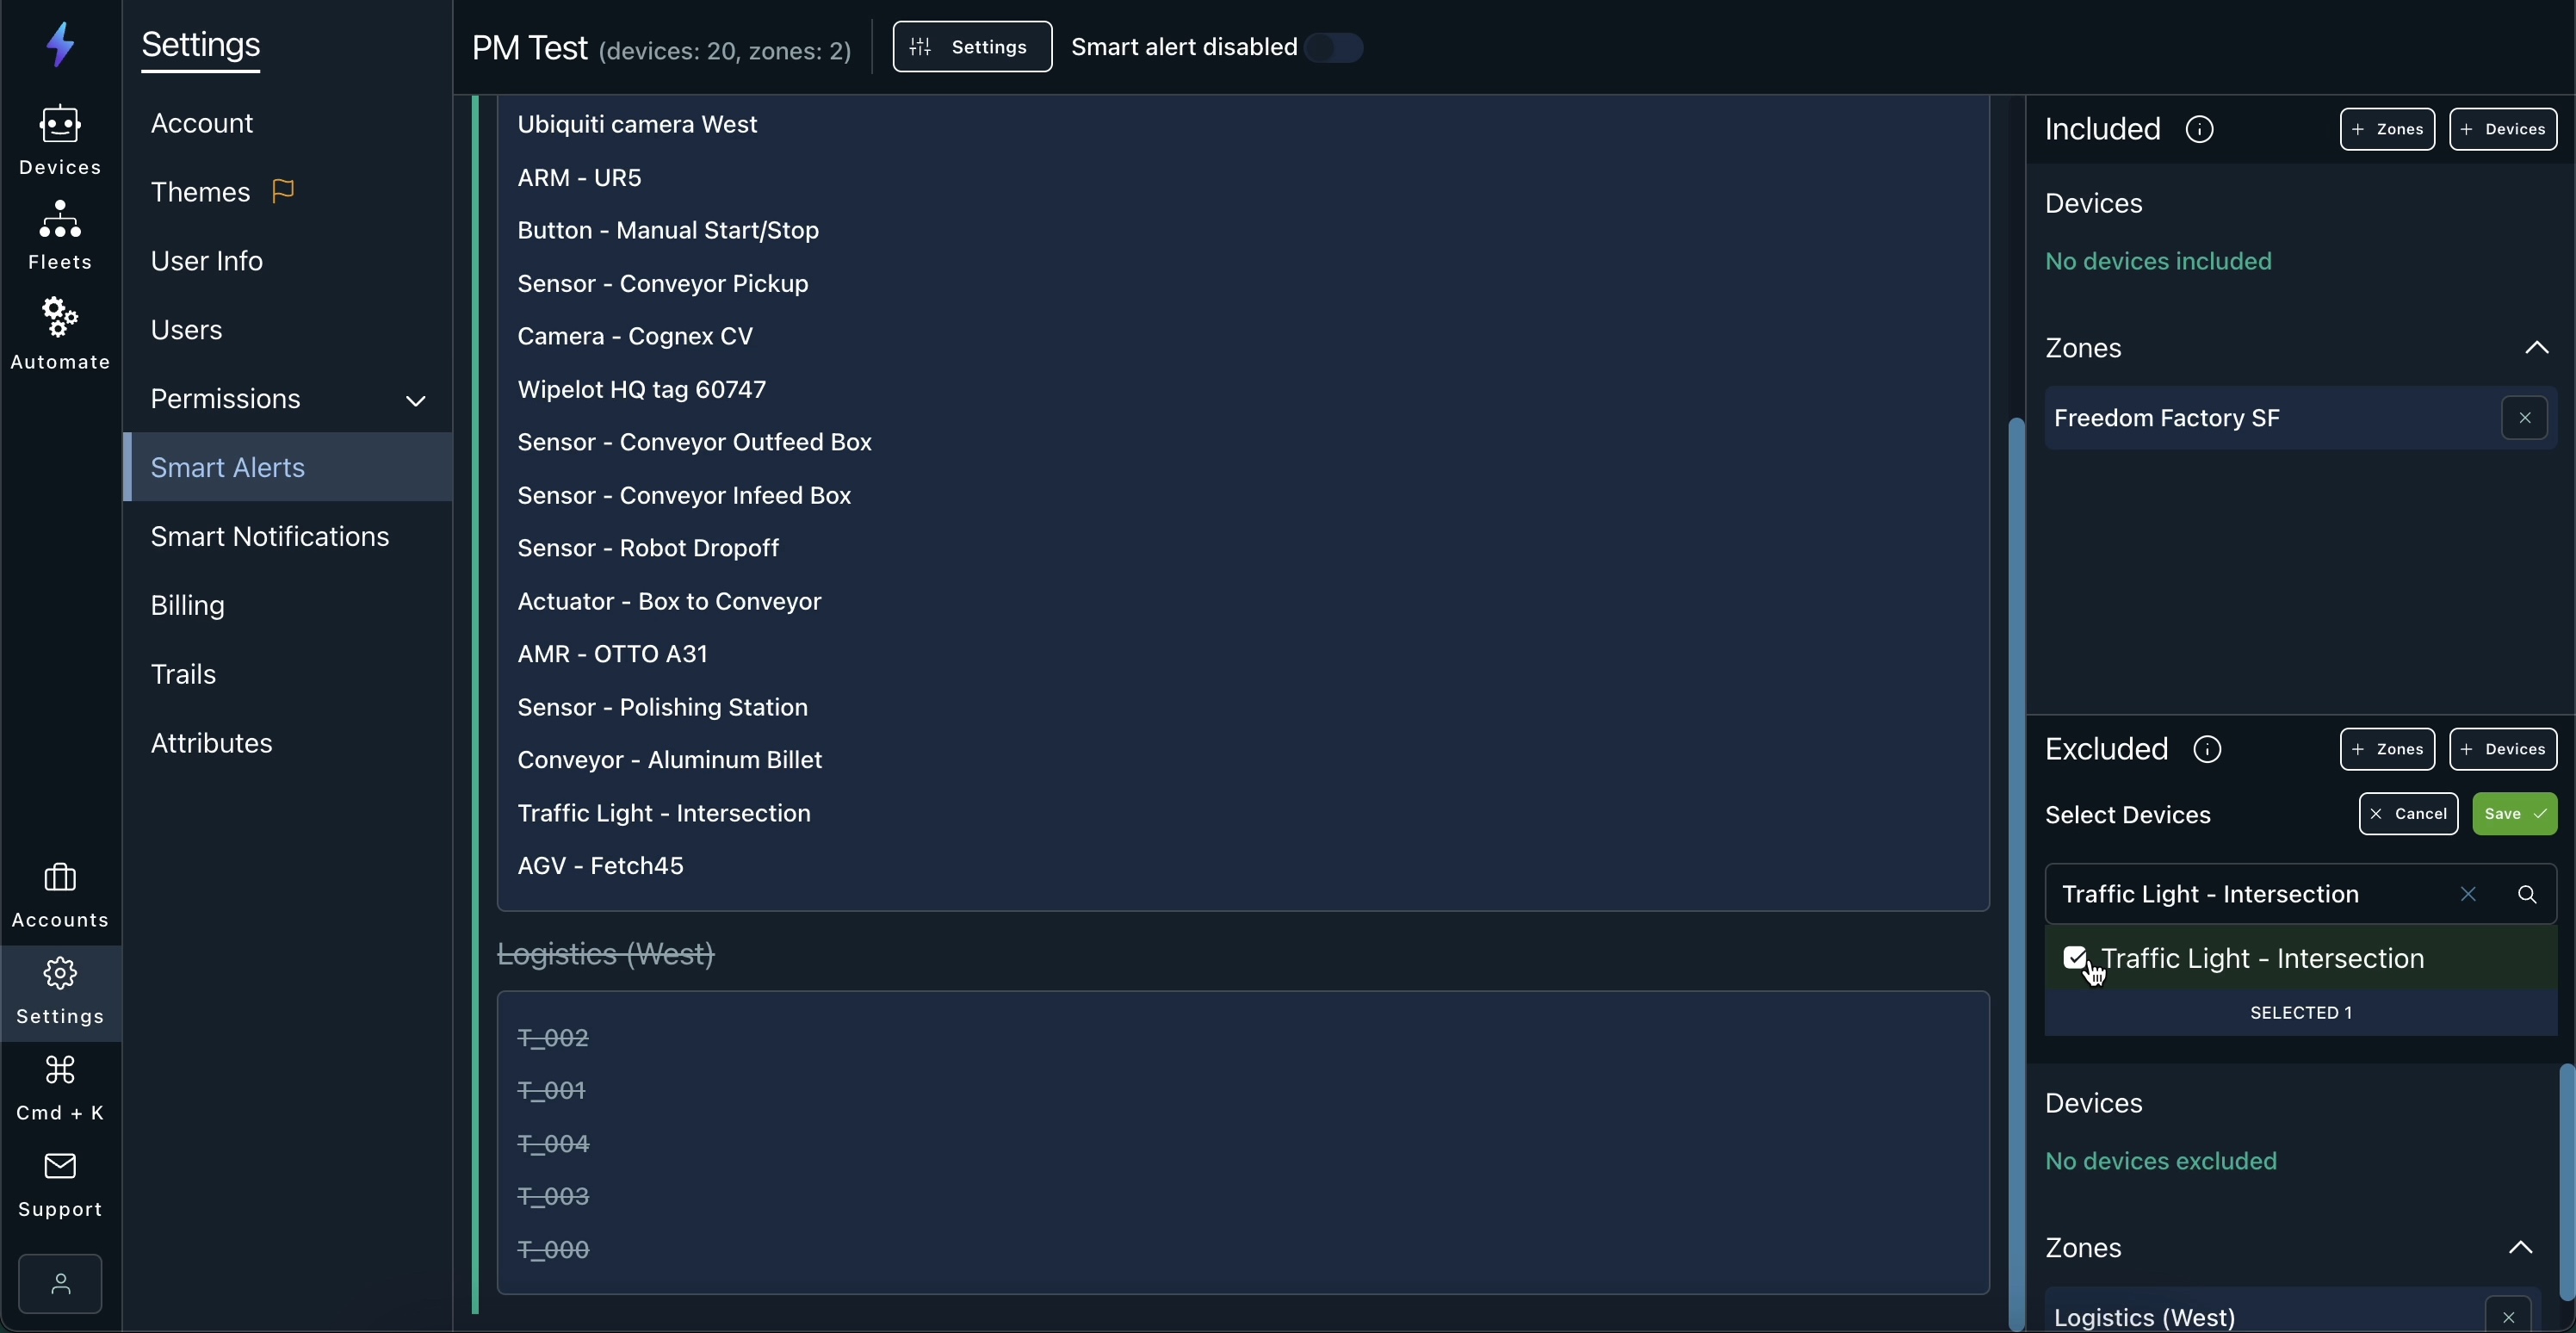 Devices
Fleets
Automate
Accounts
Settings
Cmd + K
Support
Settings
Account
Themes
User Info
Users
Permissions
Smart Alerts
Smart Notifications
Billing
Trails
Attributes
PM Test (devices: 20, zones: 2)
Settings
Smart alert disabled
Ubiquiti camera West
ARM - UR5
Button - Manual Start/Stop
Sensor - Conveyor Pickup
Camera - Cognex CV
Wipelot HQ tag 60747
Sensor - Conveyor Outfeed Box
Sensor - Conveyor Infeed Box
Sensor - Robot Dropoff
Actuator - Box to Conveyor
AMR - OTTO A31
Sensor - Polishing Station
Conveyor - Aluminum Billet
Traffic Light - Intersection
AGV - Fetch45
Logistics (West)
T_002
T_001
T_004
T_003
T_000
Included
+ Zones
+ Devices
Devices
No devices included
Zones
Freedom Factory SF
Excluded
+ Zones
+ Devices
Select Devices
Cancel
Save
Traffic Light - Intersection
Traffic Light - Intersection
SELECTED 1
Devices
No devices excluded
Zones
Logistics (West)